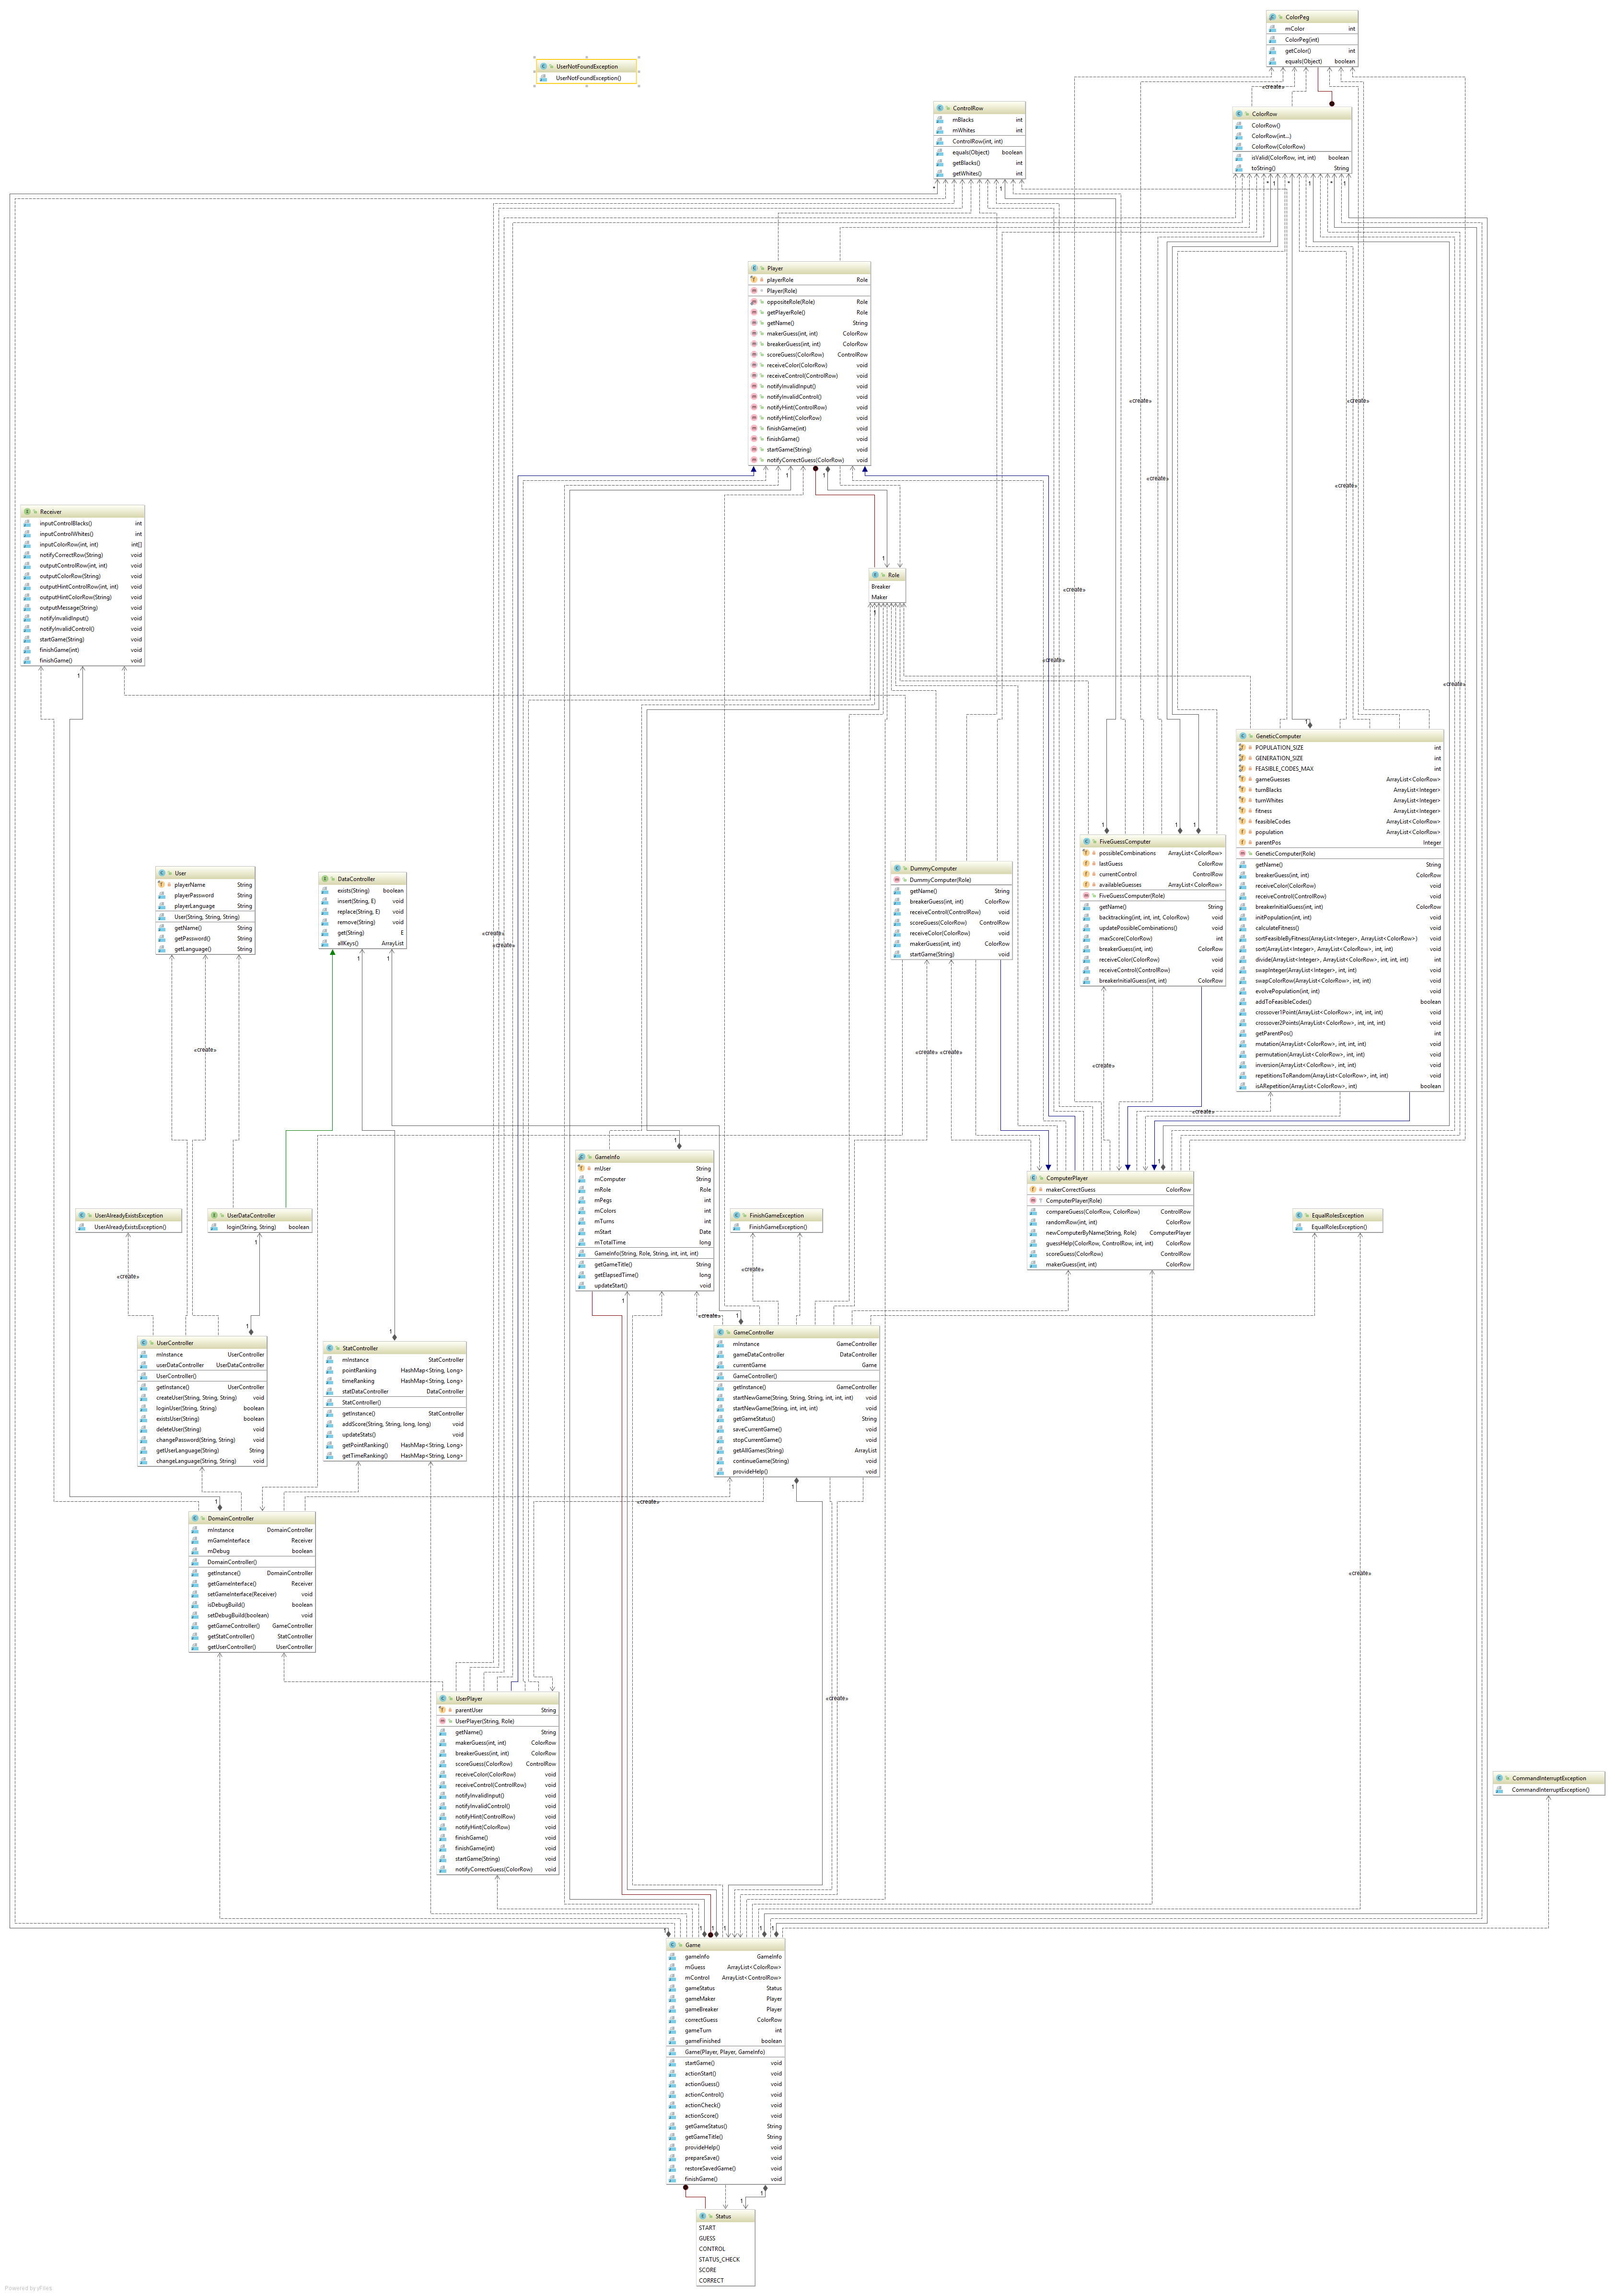 ColorPeg
mColor int
ColorPeg(int)
getColor() int
equals(Object) boolean
UserNotFoundException
UserNotFoundException()
«create»
ControlRow
mBlacks int
mWhites int
ControlRow(int, int)
equals(Object) boolean
getBlacks() int
getWhites() int
ColorRow
ColorRow()
ColorRow(int...)
ColorRow(ColorRow)
isValid(ColorRow, int, int) boolean
toString() String
* 1 * 1 * 1 * 1
Player
playerRole Role
Player(Role)
oppositeRole(Role) Role
getPlayerRole() Role
getName() String
makerGuess(int, int) ColorRow
breakerGuess(int, int) ColorRow
scoreGuess(ColorRow) ControlRow
receiveColor(ColorRow) void
receiveControl(ControlRow) void
notifyInvalidInput() void
notifyInvalidControl() void
notifyHint(ControlRow) void
notifyHint(ColorRow) void
finishGame(int) void
finishGame() void
startGame(String) void
notifyCorrectGuess(ColorRow) void
«create» «create»
«create» «create»
1 1
Receiver
inputControlBlacks() int
inputControlWhites() int
inputColorRow(int, int) int[]
notifyCorrectRow(String) void
outputControlRow(int, int) void
outputColorRow(String) void
outputHintControlRow(int, int) void
outputHintColorRow(String) void
outputMessage(String) void
notifyInvalidInput() void
notifyInvalidControl() void
startGame(String) void
finishGame(int) void
finishGame() void
1
1
Role
Breaker
Maker
1
«create»
«create»
«create»
GeneticComputer
POPULATION_SIZE int
GENERATION_SIZE int
FEASIBLE_CODES_MAX int
gameGuesses ArrayList<ColorRow>
turnBlacks ArrayList<Integer>
turnWhites ArrayList<Integer>
fitness ArrayList<Integer>
feasibleCodes ArrayList<ColorRow>
population ArrayList<ColorRow>
parentPos Integer
GeneticComputer(Role)
getName() String
breakerGuess(int, int) ColorRow
receiveColor(ColorRow) void
receiveControl(ControlRow) void
breakerInitialGuess(int, int) ColorRow
initPopulation(int, int) void
calculateFitness() void
sortFeasibleByFitness(ArrayList<Integer>, ArrayList<ColorRow>) void
sort(ArrayList<Integer>, ArrayList<ColorRow>, int, int) void
divide(ArrayList<Integer>, ArrayList<ColorRow>, int, int, int) int
swapInteger(ArrayList<Integer>, int, int) void
swapColorRow(ArrayList<ColorRow>, int, int) void
evolvePopulation(int, int) void
addToFeasibleCodes() boolean
crossover1Point(ArrayList<ColorRow>, int, int, int) void
crossover2Points(ArrayList<ColorRow>, int, int, int) void
getParentPos() int
mutation(ArrayList<ColorRow>, int, int, int) void
permutation(ArrayList<ColorRow>, int, int) void
inversion(ArrayList<ColorRow>, int, int) void
repetitionsToRandom(ArrayList<ColorRow>, int, int) void
isARepetition(ArrayList<ColorRow>, int) boolean
FiveGuessComputer
possibleCombinations ArrayList<ColorRow>
lastGuess ColorRow
currentControl ControlRow
availableGuesses ArrayList<ColorRow>
FiveGuessComputer(Role)
getName() String
backtracking(int, int, int, ColorRow) void
updatePossibleCombinations() void
maxScore(ColorRow) int
breakerGuess(int, int) ColorRow
receiveColor(ColorRow) void
receiveControl(ControlRow) void
breakerInitialGuess(int, int) ColorRow
DummyComputer
DummyComputer(Role)
getName() String
breakerGuess(int, int) ColorRow
receiveControl(ControlRow) void
scoreGuess(ColorRow) ControlRow
receiveColor(ColorRow) void
makerGuess(int, int) ColorRow
startGame(String) void
User
playerName String
playerPassword String
playerLanguage String
User(String, String, String)
getName() String
getPassword() String
getLanguage() String
DataController
exists(String) boolean
insert(String, E) void
replace(String, E) void
remove(String) void
get(String) E
allKeys() ArrayList
1 1
«create»
«create»
«create»
«create» «create»
«create»
«create»
GameInfo
mUser String
mComputer String
mRole Role
mPegs int
mColors int
mTurns int
mStart Date
mTotalTime long
GameInfo(String, Role, String, int, int, int)
getGameTitle() String
getElapsedTime() long
updateStart() void
ComputerPlayer
makerCorrectGuess ColorRow
ComputerPlayer(Role)
compareGuess(ColorRow, ColorRow) ControlRow
randomRow(int, int) ColorRow
newComputerByName(String, Role) ComputerPlayer
guessHelp(ColorRow, ControlRow, int, int) ColorRow
scoreGuess(ColorRow) ControlRow
makerGuess(int, int) ColorRow
UserAlreadyExistsException
UserAlreadyExistsException()
UserDataController
login(String, String) boolean
FinishGameException
FinishGameException()
EqualRolesException
EqualRolesException()
«create»
«create»
«create»
UserController
mInstance UserController
userDataController UserDataController
UserController()
getInstance() UserController
createUser(String, String, String) void
loginUser(String, String) boolean
existsUser(String) boolean
deleteUser(String) void
changePassword(String, String) void
getUserLanguage(String) String
changeLanguage(String, String) void
StatController
mInstance StatController
pointRanking HashMap<String, Long>
timeRanking HashMap<String, Long>
statDataController DataController
StatController()
getInstance() StatController
addScore(String, String, long, long) void
updateStats() void
getPointRanking() HashMap<String, Long>
getTimeRanking() HashMap<String, Long>
GameController
mInstance GameController
gameDataController DataController
currentGame Game
GameController()
getInstance() GameController
startNewGame(String, String, String, int, int, int) void
startNewGame(String, int, int, int) void
getGameStatus() String
saveCurrentGame() void
stopCurrentGame() void
getAllGames(String) ArrayList
continueGame(String) void
provideHelp() void
«create»
DomainController
mInstance DomainController
mGameInterface Receiver
mDebug boolean
DomainController()
getInstance() DomainController
getGameInterface() Receiver
setGameInterface(Receiver) void
isDebugBuild() boolean
setDebugBuild(boolean) void
getGameController() GameController
getStatController() StatController
getUserController() UserController
«create»
«create»
UserPlayer
parentUser String
UserPlayer(String, Role)
getName() String
makerGuess(int, int) ColorRow
breakerGuess(int, int) ColorRow
scoreGuess(ColorRow) ControlRow
receiveColor(ColorRow) void
receiveControl(ControlRow) void
notifyInvalidInput() void
notifyInvalidControl() void
notifyHint(ControlRow) void
notifyHint(ColorRow) void
finishGame() void
finishGame(int) void
startGame(String) void
notifyCorrectGuess(ColorRow) void
CommandInterruptException
CommandInterruptException()
Game
gameInfo GameInfo
mGuess ArrayList<ColorRow>
mControl ArrayList<ControlRow>
gameStatus Status
gameMaker Player
gameBreaker Player
correctGuess ColorRow
gameTurn int
gameFinished boolean
Game(Player, Player, GameInfo)
startGame() void
actionStart() void
actionGuess() void
actionControl() void
actionCheck() void
actionScore() void
getGameStatus() String
getGameTitle() String
provideHelp() void
prepareSave() void
restoreSavedGame() void
finishGame() void
1 1
Status
START
GUESS
CONTROL
STATUS_CHECK
SCORE
CORRECT
Powered by yFiles